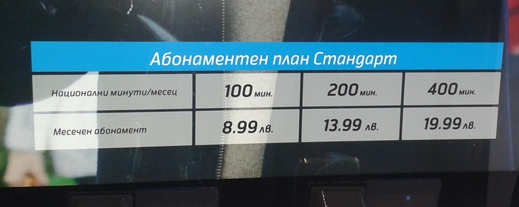 Абонаментен план Стандарт
Национални минути/месец 100 мин. 200 мин. 400 мин.
Месечен абонамент 8.99 лв. 13.99 лв. 19.99 лв.